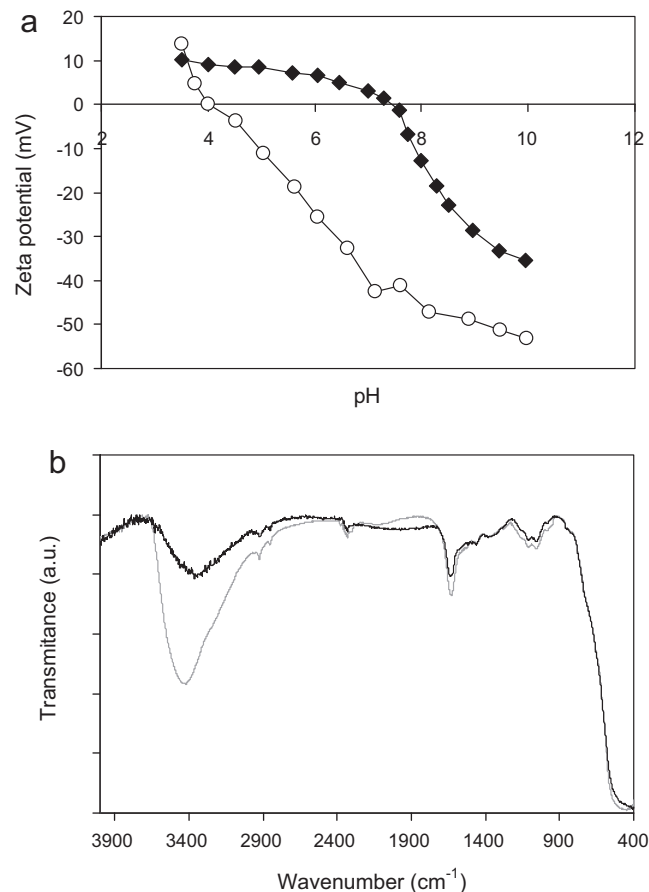 a
20
10
0
-10
-20
-30
-40
-50
-60
2 4 6 8 10 12
Zeta potential (mV)
pH
b
Transmitance (a.u.)
3900 3400 2900 2400 1900 1400 900 400
Wavenumber (cm⁻¹)